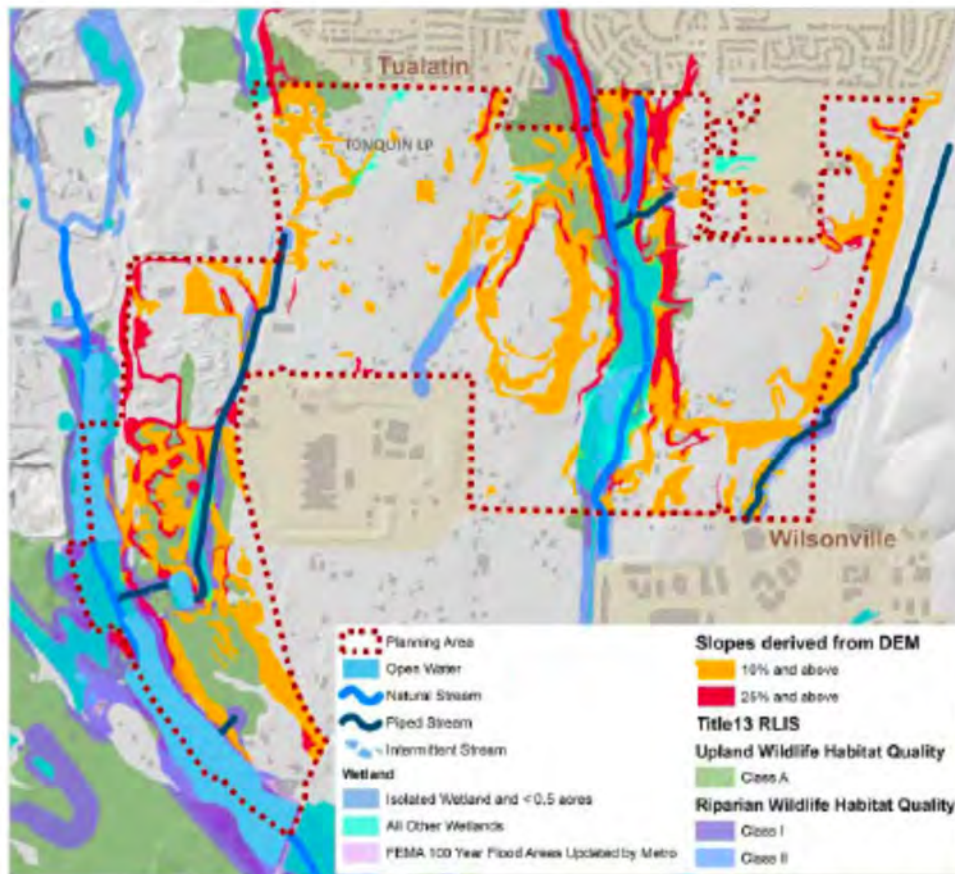 Tualatin
TONQUIN LP
Wilsonville
Planning Area
Open Water
Natural Stream
Piped Stream
Intermittent Stream
Wetland
Isolated Wetland and <0.5 acres
All Other Wetlands
FEMA 100 Year Flood Areas Updated by Metro
Slopes derived from DEM
10% and above
25% and above
Title13 RLIS
Upland Wildlife Habitat Quality
Class A
Riparian Wildlife Habitat Quality
Class I
Class II